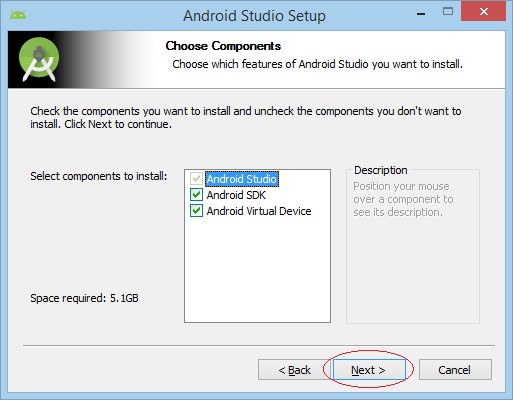 Android Studio Setup
Choose Components
Choose which features of Android Studio you want to install.
Check the components you want to install and uncheck the components you don't want to
install. Click Next to continue.
Select components to install:
Android Studio
Android SDK
Android Virtual Device
Description
Position your mouse
over a component to
see its description.
Space required: 5.1GB
< Back
Next >
Cancel